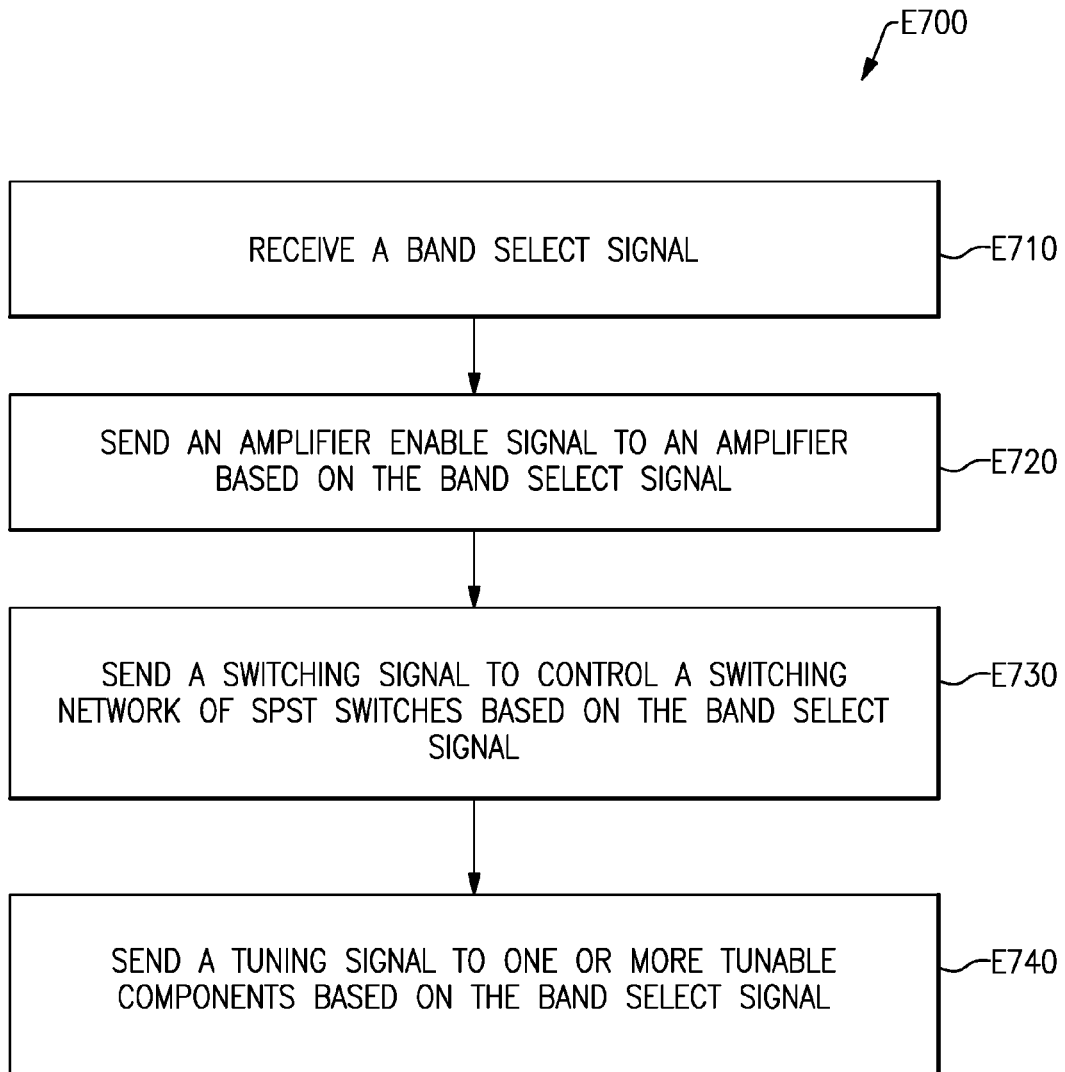 E700
RECEIVE A BAND SELECT SIGNAL
E710
SEND AN AMPLIFIER ENABLE SIGNAL TO AN AMPLIFIER
BASED ON THE BAND SELECT SIGNAL
E720
SEND A SWITCHING SIGNAL TO CONTROL A SWITCHING
NETWORK OF SPST SWITCHES BASED ON THE BAND SELECT
SIGNAL
E730
SEND A TUNING SIGNAL TO ONE OR MORE TUNABLE
COMPONENTS BASED ON THE BAND SELECT SIGNAL
E740